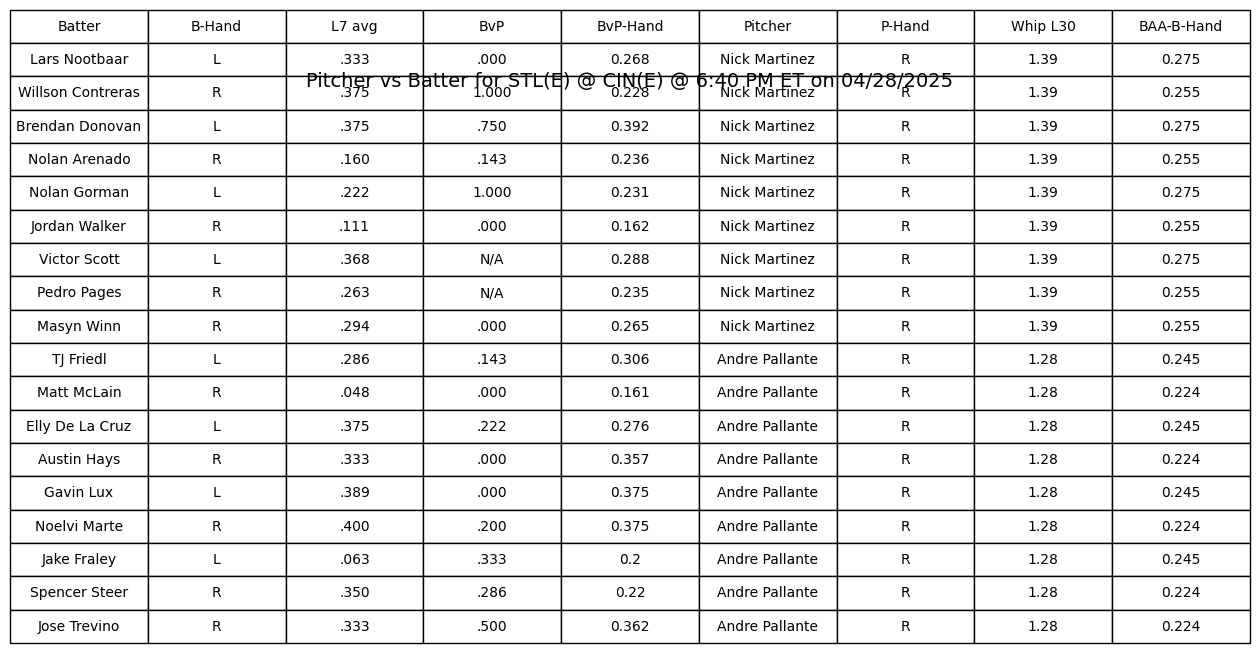 Batter B-Hand L7 avg BvP BvP-Hand Pitcher P-Hand Whip L30 BAA-B-Hand
Lars Nootbaar L .333 .000 0.268 Nick Martinez R 1.39 0.275
Pitcher vs Batter for STL(E) @ CIN(E) @ 6:40 PM ET on 04/28/2025
Willson Contreras R .375 1.000 0.228 Nick Martinez R 1.39 0.255
Brendan Donovan L .375 .750 0.392 Nick Martinez R 1.39 0.275
Nolan Arenado R .160 .143 0.236 Nick Martinez R 1.39 0.255
Nolan Gorman L .222 1.000 0.231 Nick Martinez R 1.39 0.275
Jordan Walker R .111 .000 0.162 Nick Martinez R 1.39 0.255
Victor Scott L .368 N/A 0.288 Nick Martinez R 1.39 0.275
Pedro Pages R .263 N/A 0.235 Nick Martinez R 1.39 0.255
Masyn Winn R .294 .000 0.265 Nick Martinez R 1.39 0.255
TJ Friedl L .286 .143 0.306 Andre Pallante R 1.28 0.245
Matt McLain R .048 .000 0.161 Andre Pallante R 1.28 0.224
Elly De La Cruz L .375 .222 0.276 Andre Pallante R 1.28 0.245
Austin Hays R .333 .000 0.357 Andre Pallante R 1.28 0.224
Gavin Lux L .389 .000 0.375 Andre Pallante R 1.28 0.245
Noelvi Marte R .400 .200 0.375 Andre Pallante R 1.28 0.224
Jake Fraley L .063 .333 0.2 Andre Pallante R 1.28 0.245
Spencer Steer R .350 .286 0.22 Andre Pallante R 1.28 0.224
Jose Trevino R .333 .500 0.362 Andre Pallante R 1.28 0.224